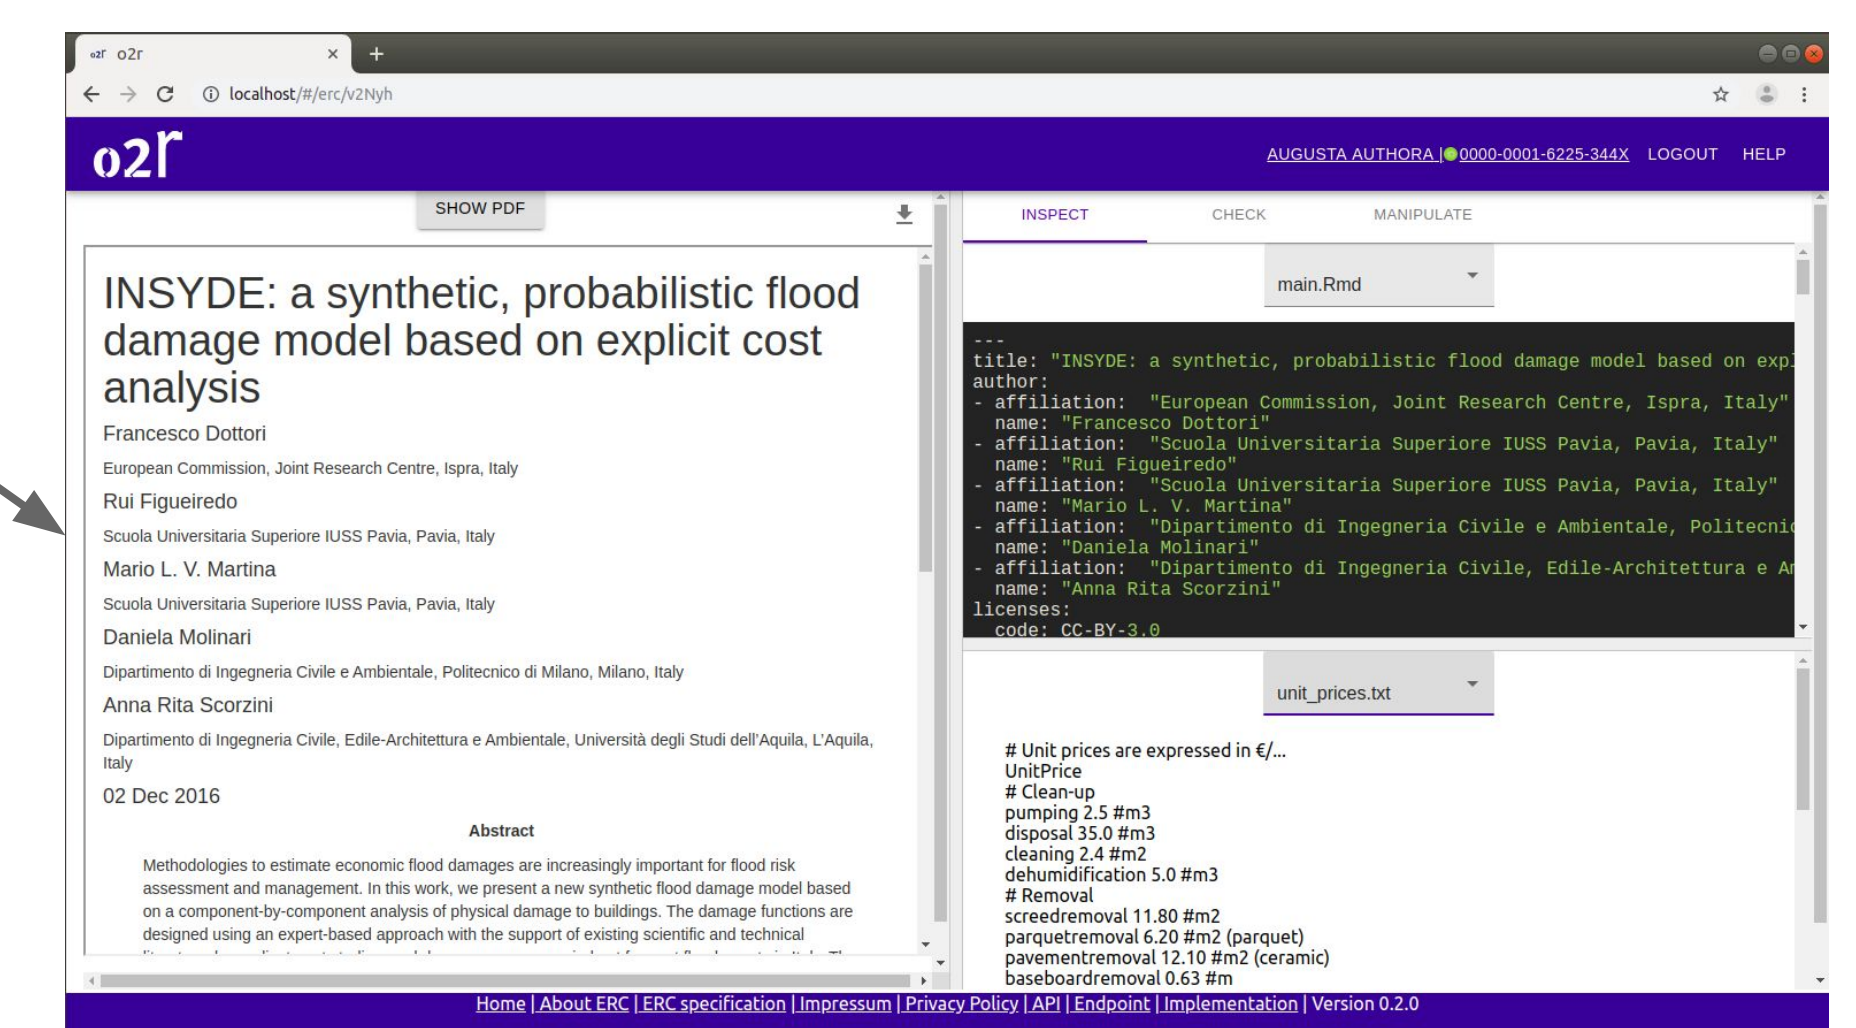 o2r o2r
localhost/#/erc/v2Nyh
o2r
AUGUSTA AUTHORA | 0000-0001-6225-344X LOGOUT HELP
SHOW PDF
INSYDE: a synthetic, probabilistic flood
damage model based on explicit cost
analysis
Francesco Dottori
European Commission, Joint Research Centre, Ispra, Italy
Rui Figueiredo
Scuola Universitaria Superiore IUSS Pavia, Pavia, Italy
Mario L. V. Martina
Scuola Universitaria Superiore IUSS Pavia, Pavia, Italy
Daniela Molinari
Dipartimento di Ingegneria Civile e Ambientale, Politecnico di Milano, Milano, Italy
Anna Rita Scorzini
Dipartimento di Ingegneria Civile, Edile-Architettura e Ambientale, Università degli Studi dell'Aquila, L'Aquila,
Italy
02 Dec 2016
Abstract
Methodologies to estimate economic flood damages are increasingly important for flood risk
assessment and management. In this work, we present a new synthetic flood damage model based
on a component-by-component analysis of physical damage to buildings. The damage functions are
designed using an expert-based approach with the support of existing scientific and technical
INSPECT CHECK MANIPULATE
main.Rmd
---
title: "INSYDE: a synthetic, probabilistic flood damage model based on expl
author:
- affiliation: "European Commission, Joint Research Centre, Ispra, Italy"
name: "Francesco Dottori"
- affiliation: "Scuola Universitaria Superiore IUSS Pavia, Pavia, Italy"
name: "Rui Figueiredo"
- affiliation: "Scuola Universitaria Superiore IUSS Pavia, Pavia, Italy"
name: "Mario L. V. Martina"
- affiliation: "Dipartimento di Ingegneria Civile e Ambientale, Politecnic
name: "Daniela Molinari"
- affiliation: "Dipartimento di Ingegneria Civile, Edile-Architettura e Am
name: "Anna Rita Scorzini"
licenses:
code: CC-BY-3.0
unit_prices.txt
# Unit prices are expressed in €/...
UnitPrice
# Clean-up
pumping 2.5 #m3
disposal 35.0 #m3
cleaning 2.4 #m2
dehumidification 5.0 #m3
# Removal
screedremoval 11.80 #m2
parquetremoval 6.20 #m2 (parquet)
pavementremoval 12.10 #m2 (ceramic)
baseboardremoval 0.63 #m
Home | About ERC | ERC specification | Impressum | Privacy Policy | API | Endpoint | Implementation | Version 0.2.0